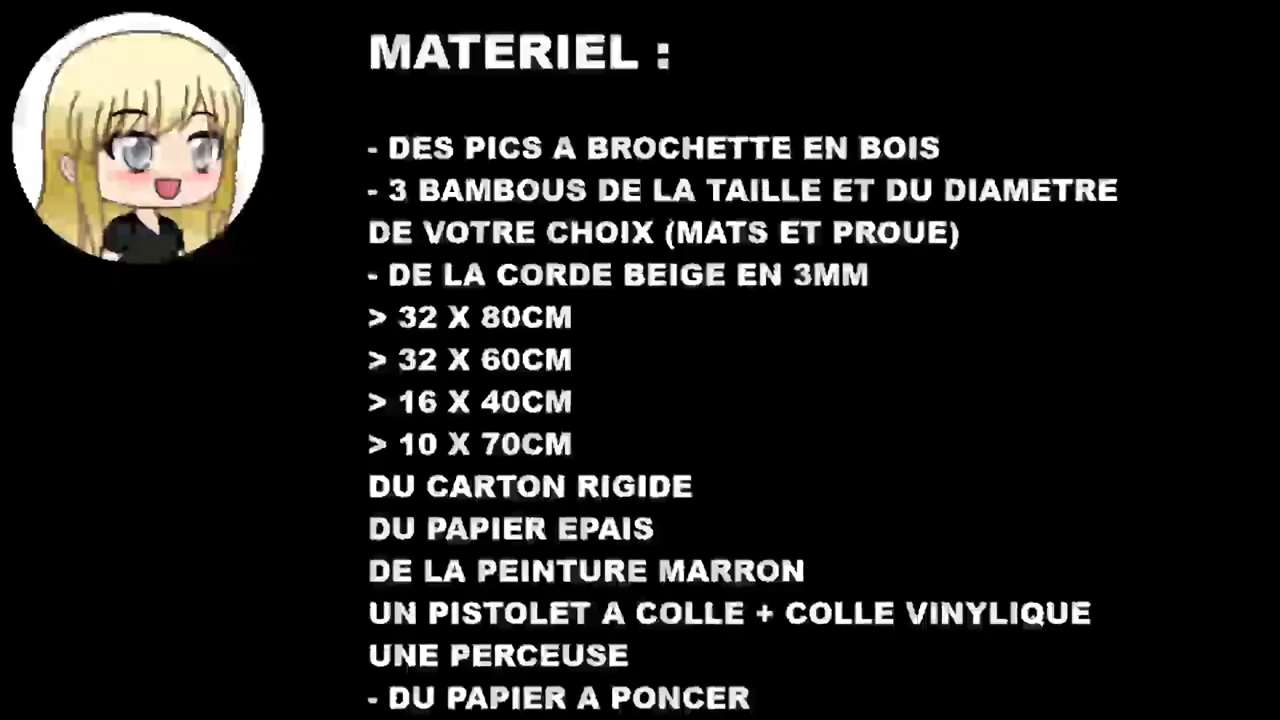 MATERIEL :
- DES PICS A BROCHETTE EN BOIS
- 3 BAMBOUS DE LA TAILLE ET DU DIAMETRE
DE VOTRE CHOIX (MATS ET PROUE)
- DE LA CORDE BEIGE EN 3MM
> 32 X 80CM
> 32 X 60CM
> 16 X 40CM
> 10 X 70CM
DU CARTON RIGIDE
DU PAPIER EPAIS
DE LA PEINTURE MARRON
UN PISTOLET A COLLE + COLLE VINYLIQUE
UNE PERCEUSE
- DU PAPIER A PONCER